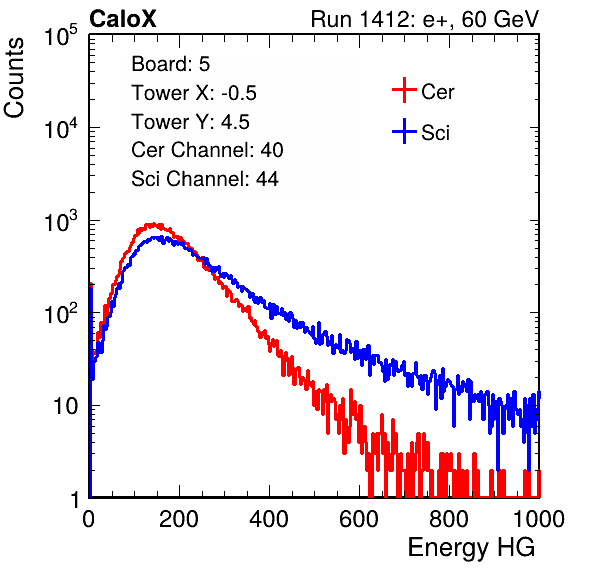 CaloX Run 1412: e+, 60 GeV
Counts
Board: 5
Tower X: -0.5
Tower Y: 4.5
Cer Channel: 40
Sci Channel: 44
Cer
Sci
10^5
10^4
10^3
10^2
10
1
0 200 400 600 800 1000
Energy HG